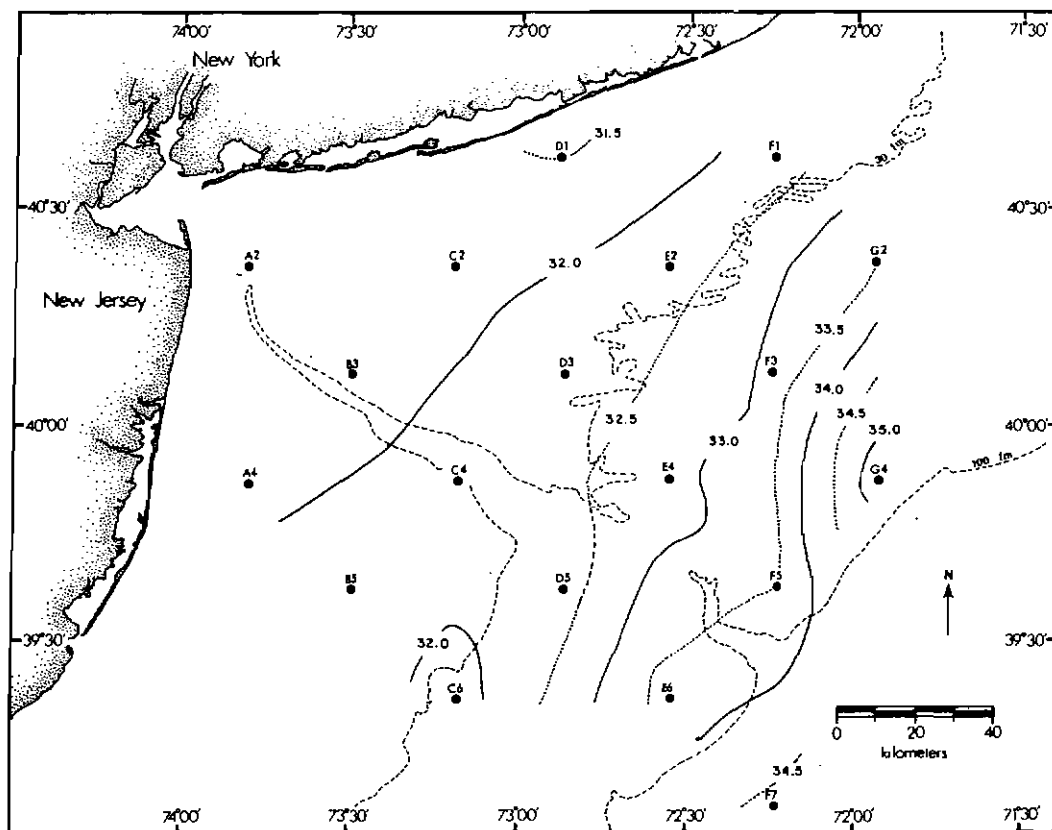 74°00' 73°30' 73°00' 72°30' 72°00' 71°30'
New York
D1 31.5 F1
20 fm
40°30' 40°30'
A2 C2 32.0 E2 G2
New Jersey
33.5
B3 D3 F3
34.0
32.5 34.5
40°00' 33.0 35.0 40°00'
100 fm
A4 C4 E4 G4
B5 D5 F5
N
39°30' 32.0 39°30'
C6 E6
0 20 40
kilometers
34.5
F7
74°00' 73°30' 73°00' 72°30' 72°00' 71°30'